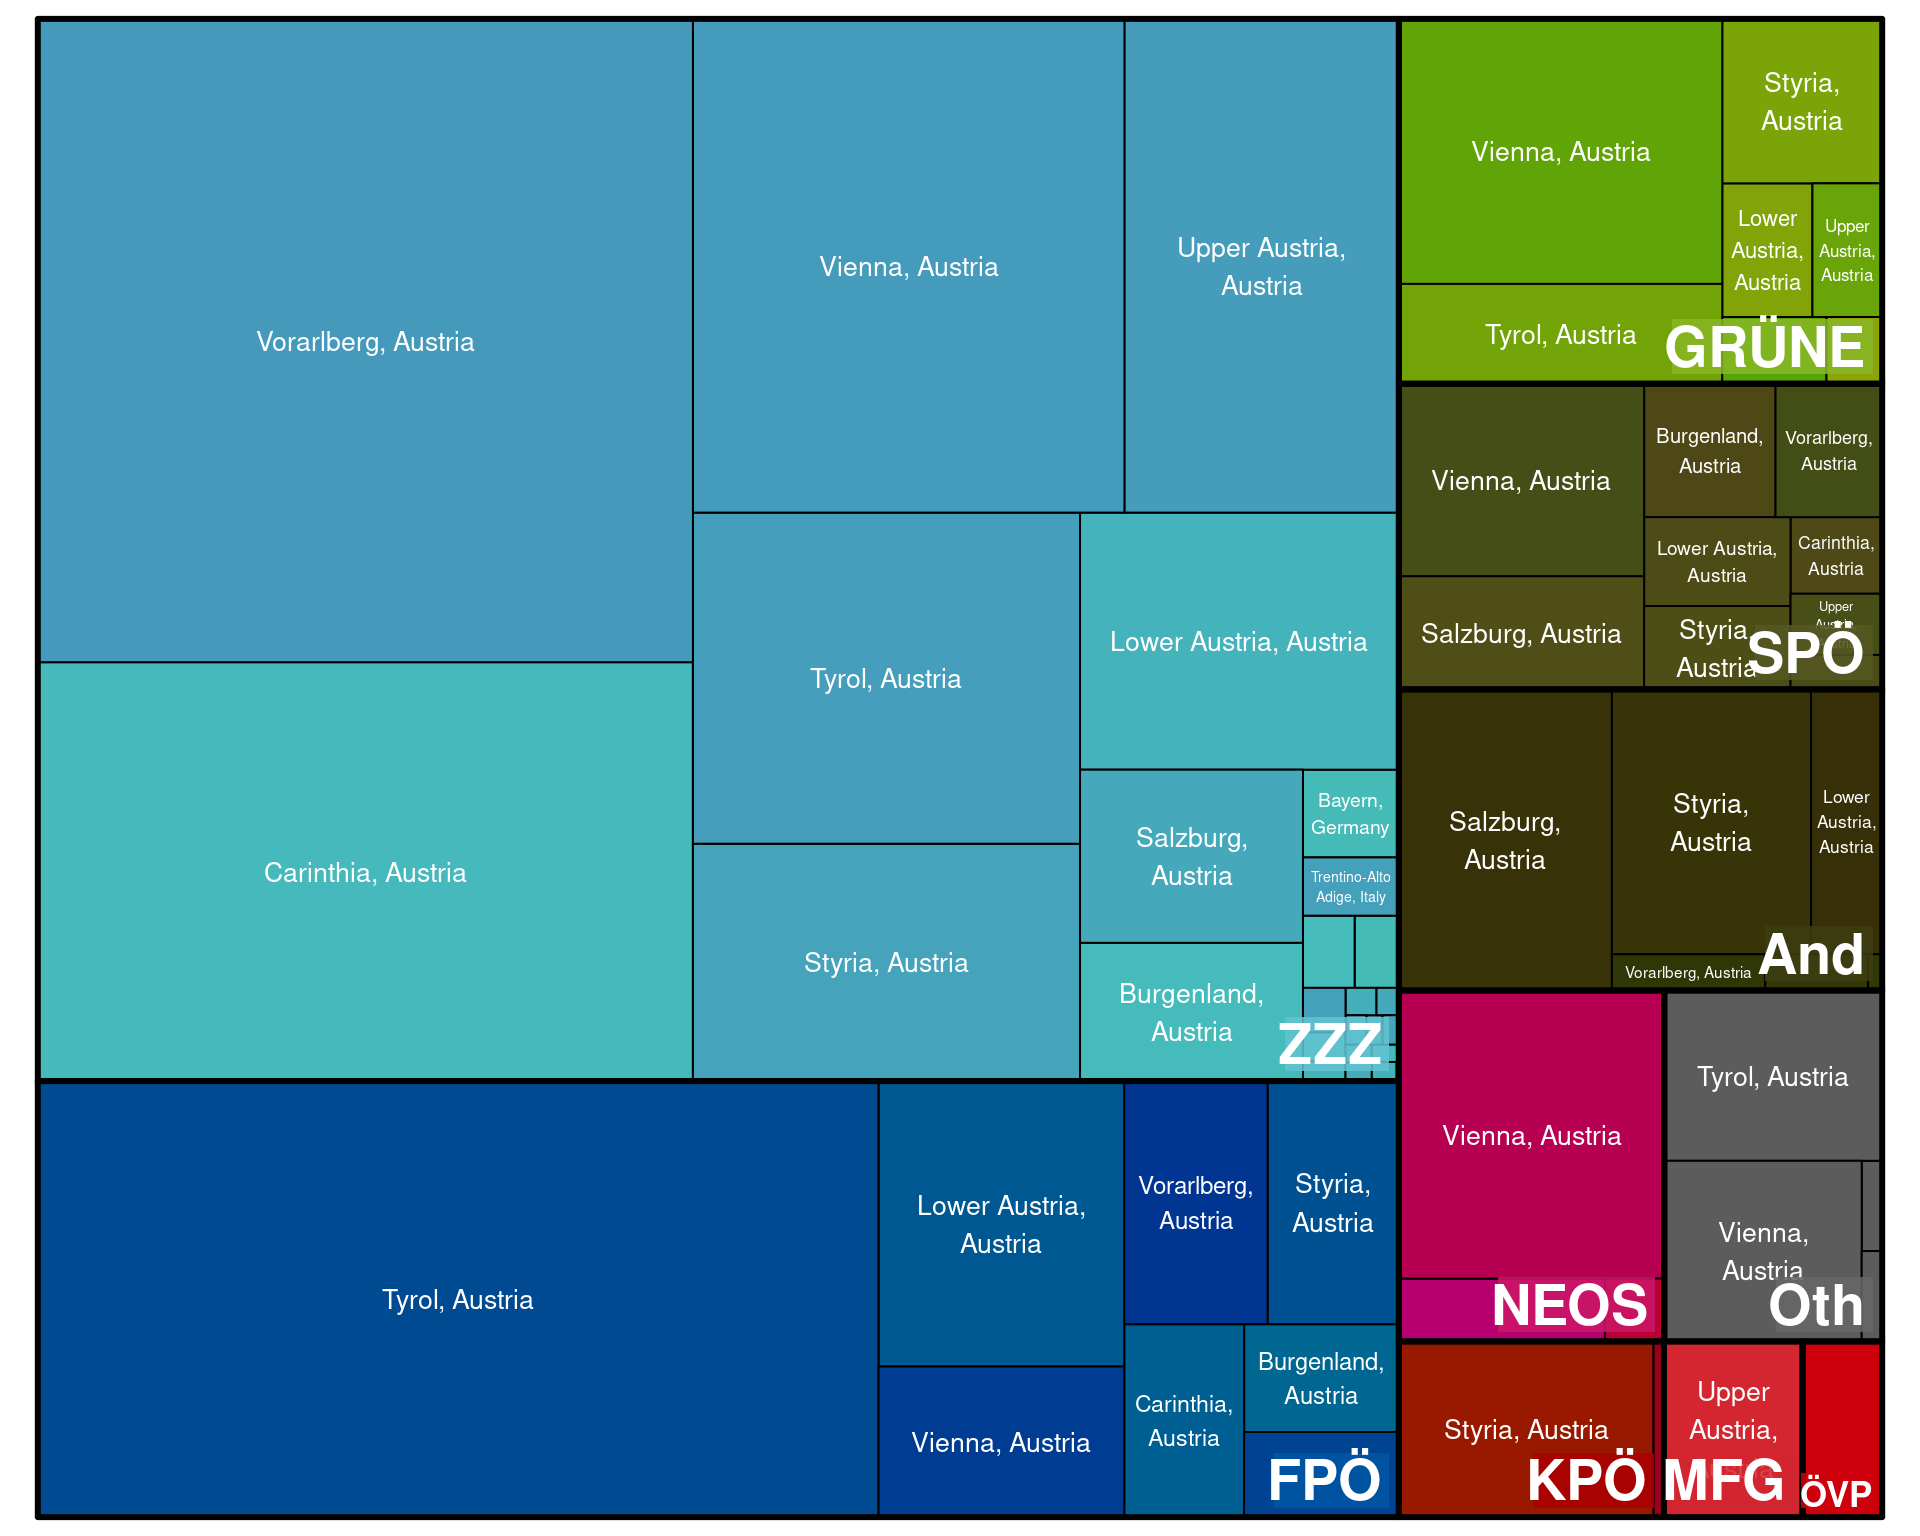 Vorarlberg, Austria
Carinthia, Austria
Vienna, Austria
Upper Austria,
Austria
Tyrol, Austria
Styria, Austria
Lower Austria, Austria
Salzburg,
Austria
Burgenland,
Austria
Bayern,
Germany
Trentino-Alto
Adige, Italy
ZZZ
Tyrol, Austria
Lower Austria,
Austria
Vienna, Austria
Vorarlberg,
Austria
Styria,
Austria
Carinthia,
Austria
Burgenland,
Austria
FPÖ
Vienna, Austria
Tyrol, Austria
Styria,
Austria
Lower
Austria,
Austria
Upper
Austria,
Austria
GRÜNE
Vienna, Austria
Salzburg, Austria
Burgenland,
Austria
Vorarlberg,
Austria
Lower Austria,
Austria
Carinthia,
Austria
Styria,
Austria
Upper
SPÖ
Salzburg,
Austria
Styria,
Austria
Lower
Austria,
Austria
Vorarlberg, Austria
And
Vienna, Austria
NEOS
Tyrol, Austria
Vienna,
Austria
Oth
Styria, Austria
KPÖ
Upper
Austria,
MFG
ÖVP